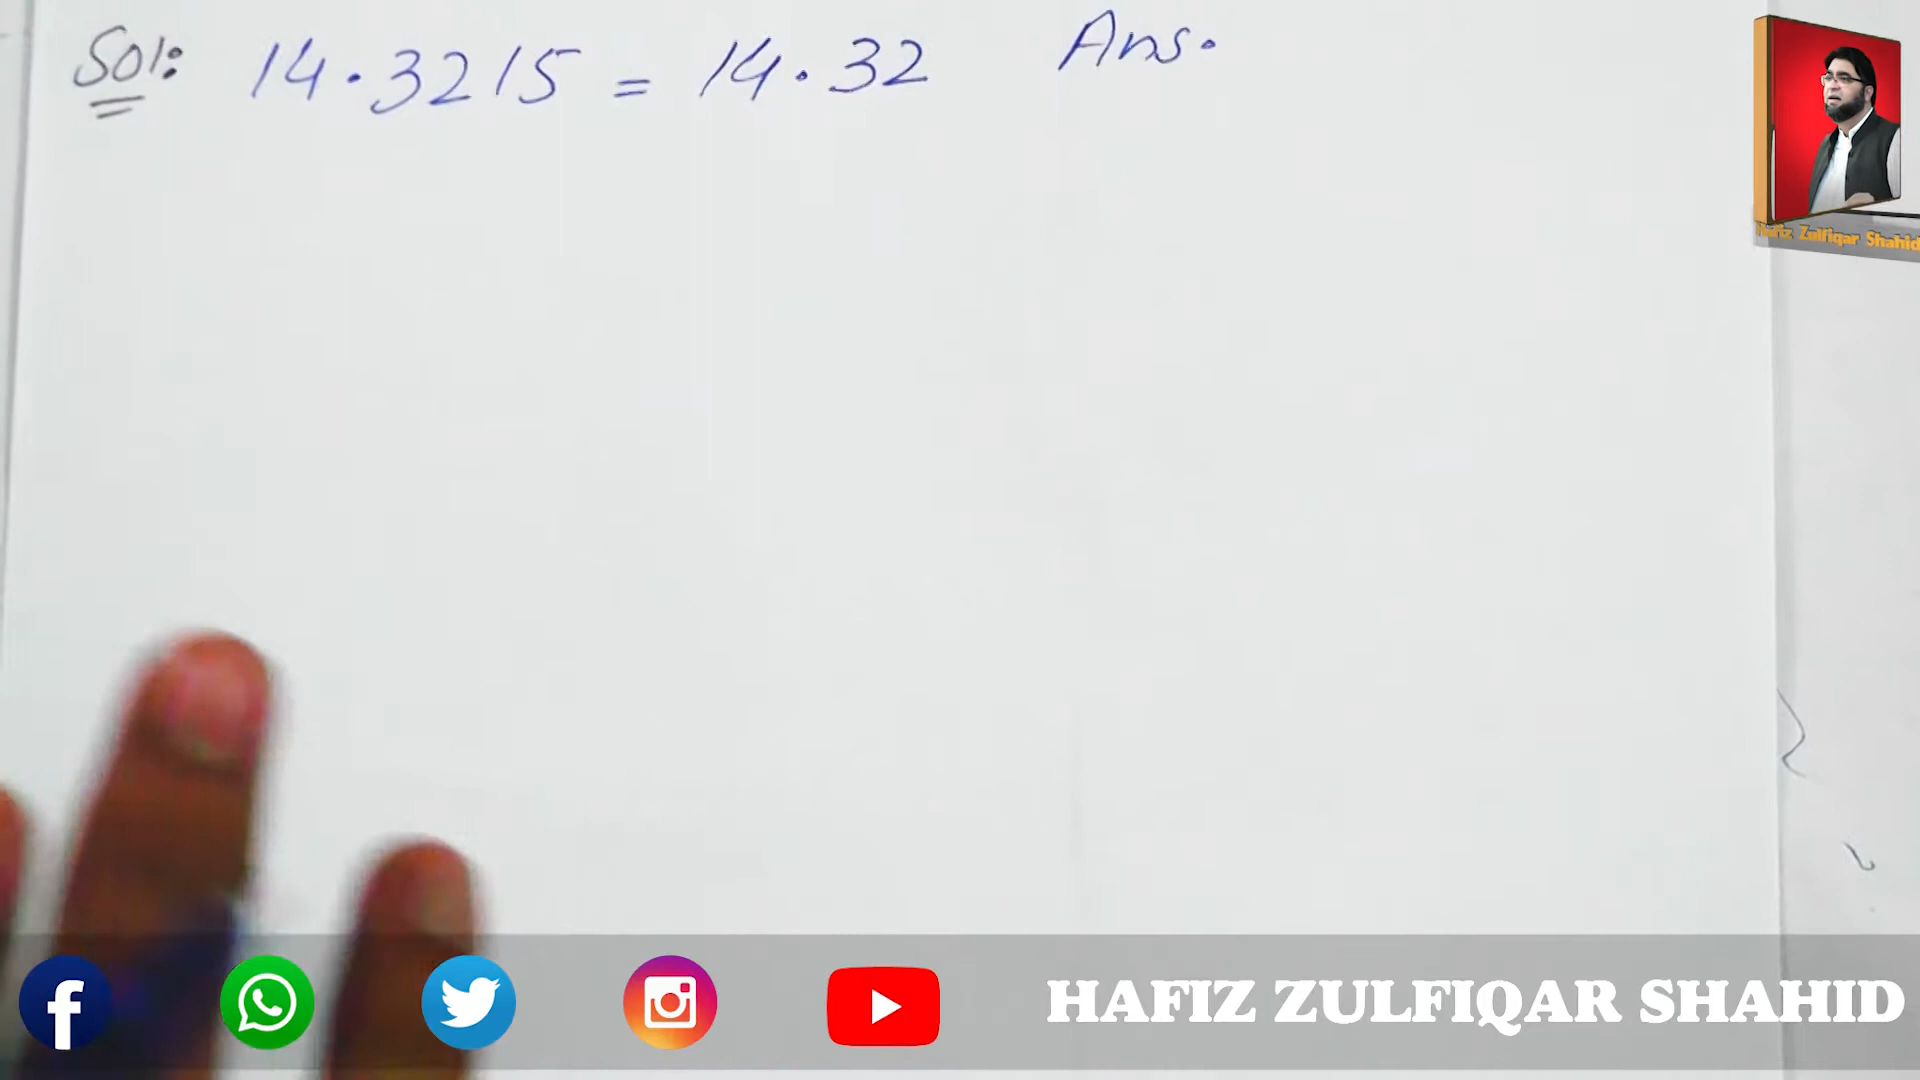 Sol: 14.3215 = 14.32 Ans.
Hafiz Zulfiqar Shahid
HAFIZ ZULFIQAR SHAHID